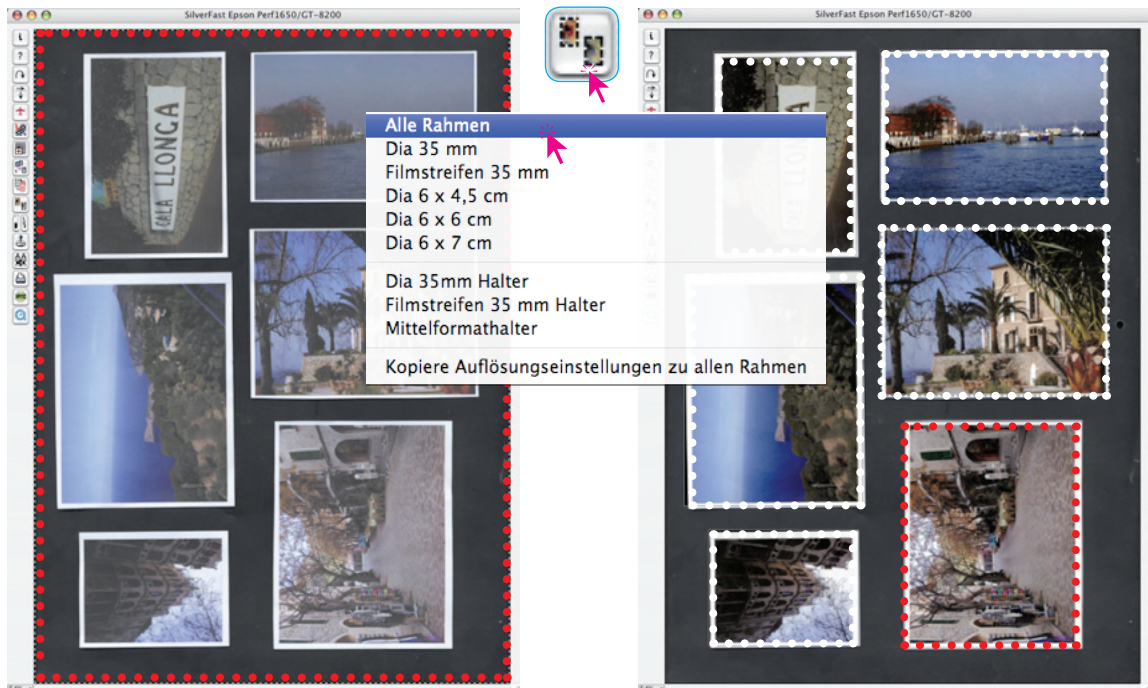 SilverFast Epson Perf1650/GT-8200
SilverFast Epson Perf1650/GT-8200
CALA LLONGA
Alle Rahmen
Dia 35 mm
Filmstreifen 35 mm
Dia 6 x 4,5 cm
Dia 6 x 6 cm
Dia 6 x 7 cm
Dia 35mm Halter
Filmstreifen 35 mm Halter
Mittelformathalter
Kopiere Auflösungseinstellungen zu allen Rahmen